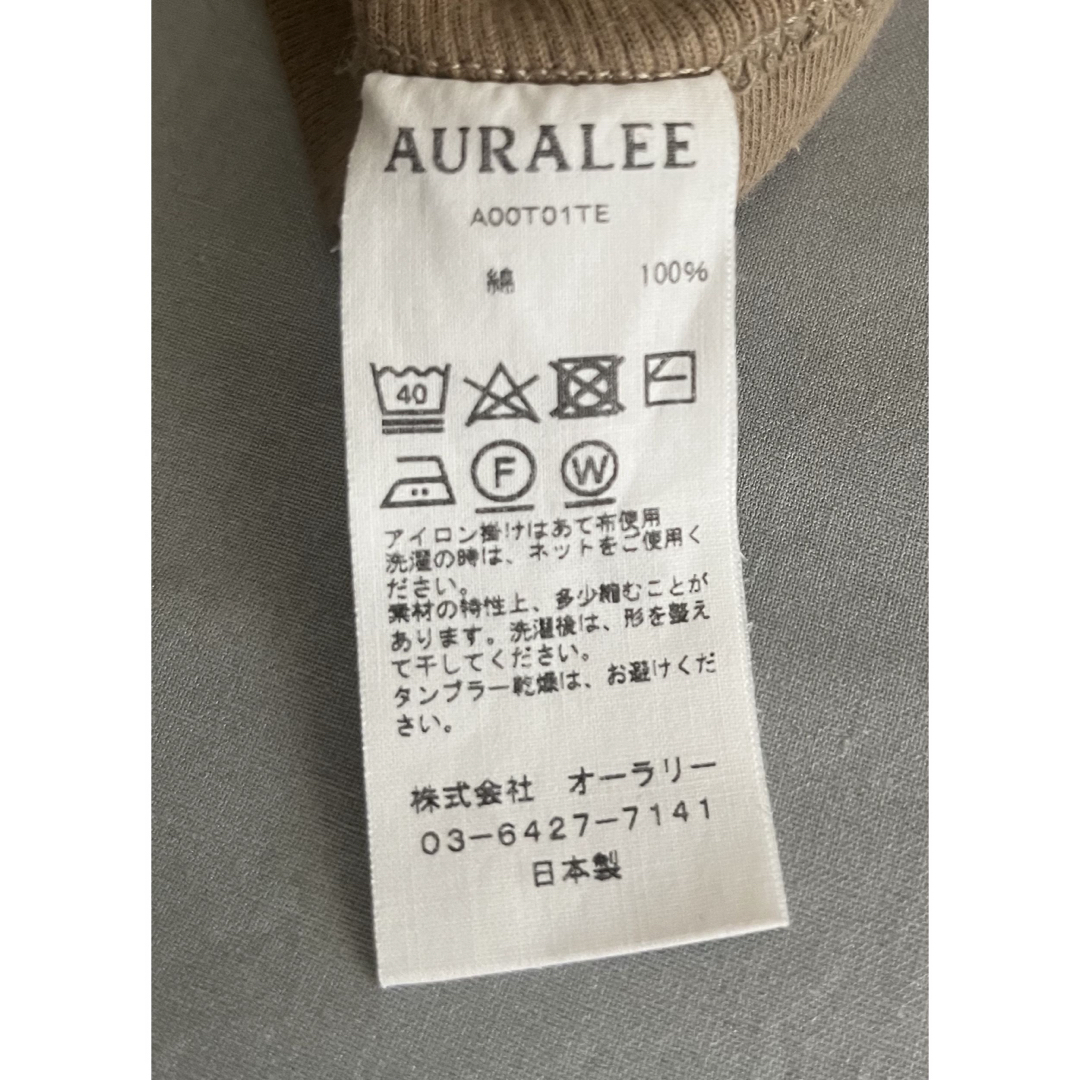 AURALEE
A00T01TE
綿 100%
40
F W
アイロン掛けはあて布使用
洗濯の時は、ネットをご使用く
ださい。
素材の特性上、多少縮むことが
あります。洗濯後は、形を整え
て干してください。
タンブラー乾燥は、お避けくだ
さい。
株式会社 オーラリー
03-6427-7141
日本製